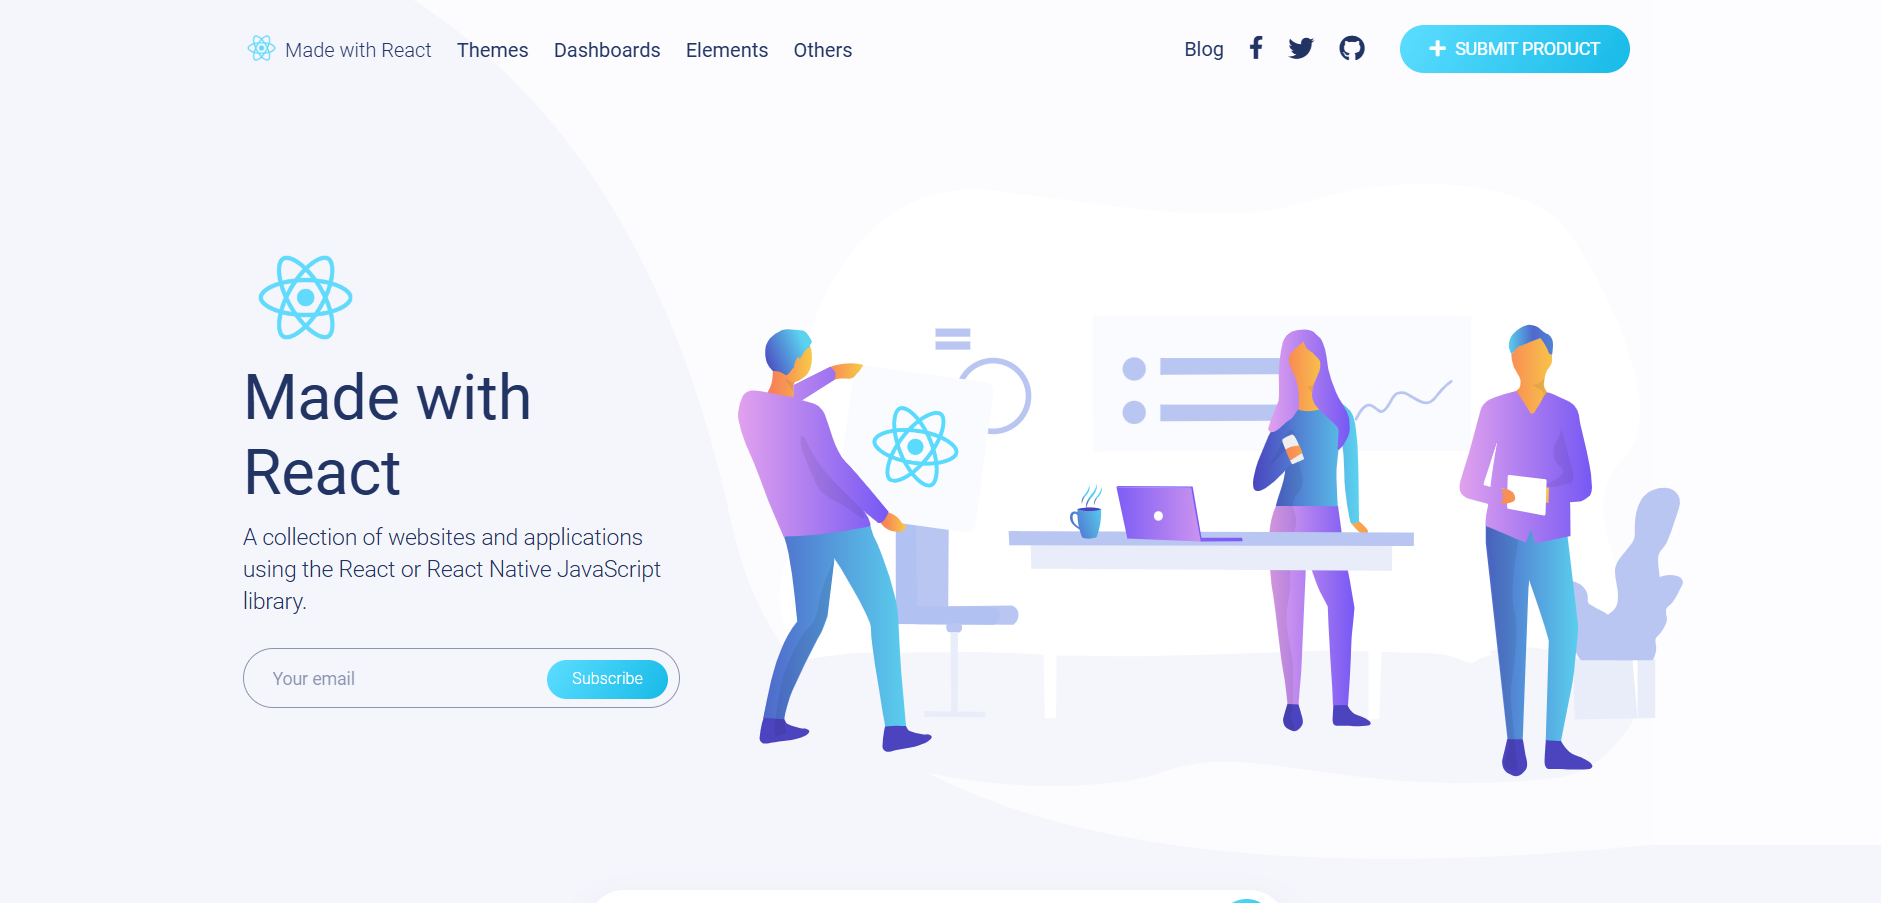 Made with React Themes Dashboards Elements Others Blog SUBMIT PRODUCT
Made with
React
A collection of websites and applications
using the React or React Native JavaScript
library.
Your email Subscribe